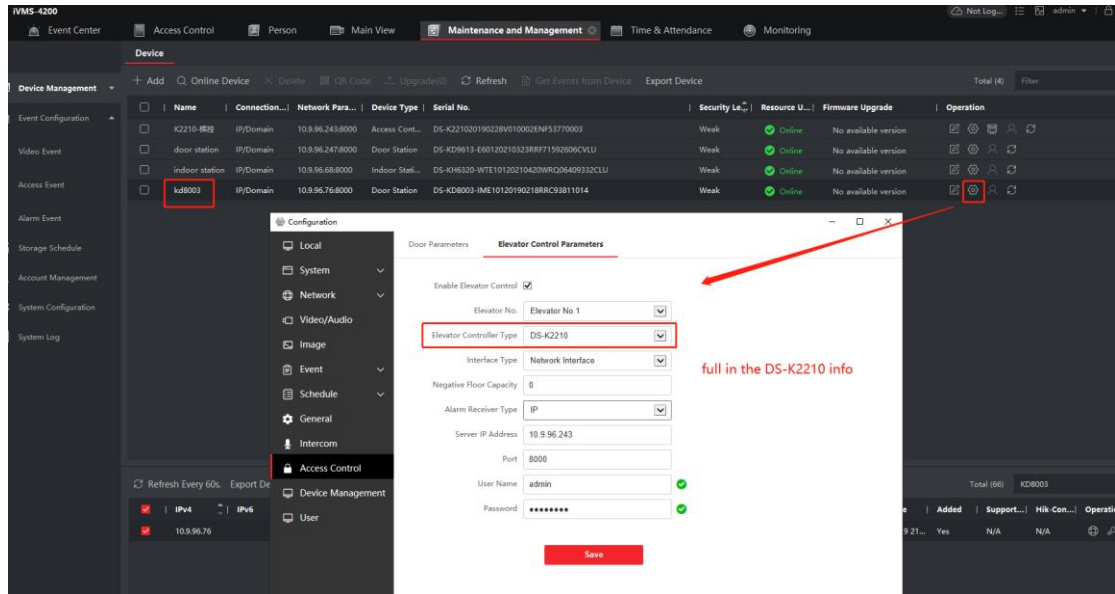 iVMS-4200
Not Log... admin
Event Center Access Control Person Main View Maintenance and Management Time & Attendance Monitoring
Device
Device Management
+ Add Online Device Delete QR Code Upgrade(0) Refresh Get Events from Device Export Device Total (4) Filter
Name Connection... Network Para... Device Type Serial No. Security Le... Resource U... Firmware Upgrade Operation
Event Configuration
K2210-梯控 IP/Domain 10.9.96.243:8000 Access Cont... DS-K221020190228V010002ENF53770003 Weak Online No available version
Video Event
door station IP/Domain 10.9.96.247:8000 Door Station DS-KD9613-E60120210323RRF71592606CVLU Weak Online No available version
indoor station IP/Domain 10.9.96.68:8000 Indoor Stati... DS-KH6320-WTE10120210420WRQ06409332CLU Weak Online No available version
Access Event
kd8003 IP/Domain 10.9.96.76:8000 Door Station DS-KD8003-IME10120190218RRC93811014 Weak Online No available version
Alarm Event
Storage Schedule
Account Management
System Configuration
System Log
Configuration
Local
System
Network
Video/Audio
Image
Event
Schedule
General
Intercom
Access Control
Device Management
User
Door Parameters Elevator Control Parameters
Enable Elevator Control
Elevator No. Elevator No.1
Elevator Controller Type DS-K2210
Interface Type Network Interface
Negative Floor Capacity 0
Alarm Receiver Type IP
Server IP Address 10.9.96.243
Port 8000
User Name admin
Password ●●●●●●●●
Save
full in the DS-K2210 info
Refresh Every 60s. Export De Total (66) KD8003
IPv4 IPv6 Added Support... Hik-Con... Operati
10.9.96.76 9 21... Yes N/A N/A